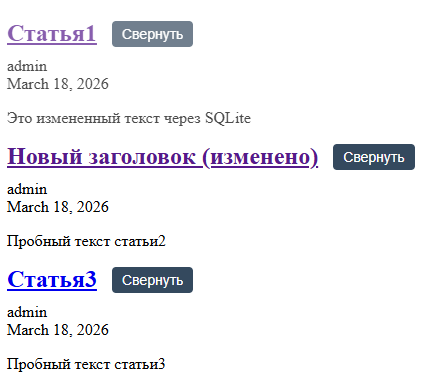 Статья1 Свернуть
admin
March 18, 2026
Это измененный текст через SQLite
Новый заголовок (изменено) Свернуть
admin
March 18, 2026
Пробный текст статьи2
Статья3 Свернуть
admin
March 18, 2026
Пробный текст статьи3